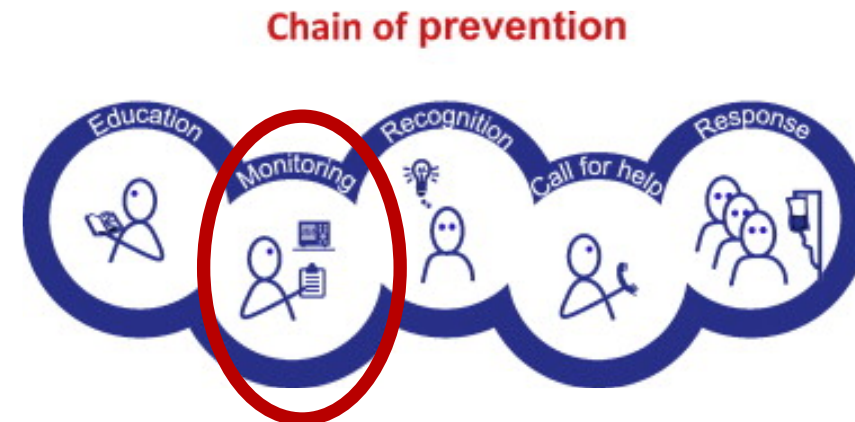 Chain of prevention
Education
Monitoring
Recognition
Call for help
Response